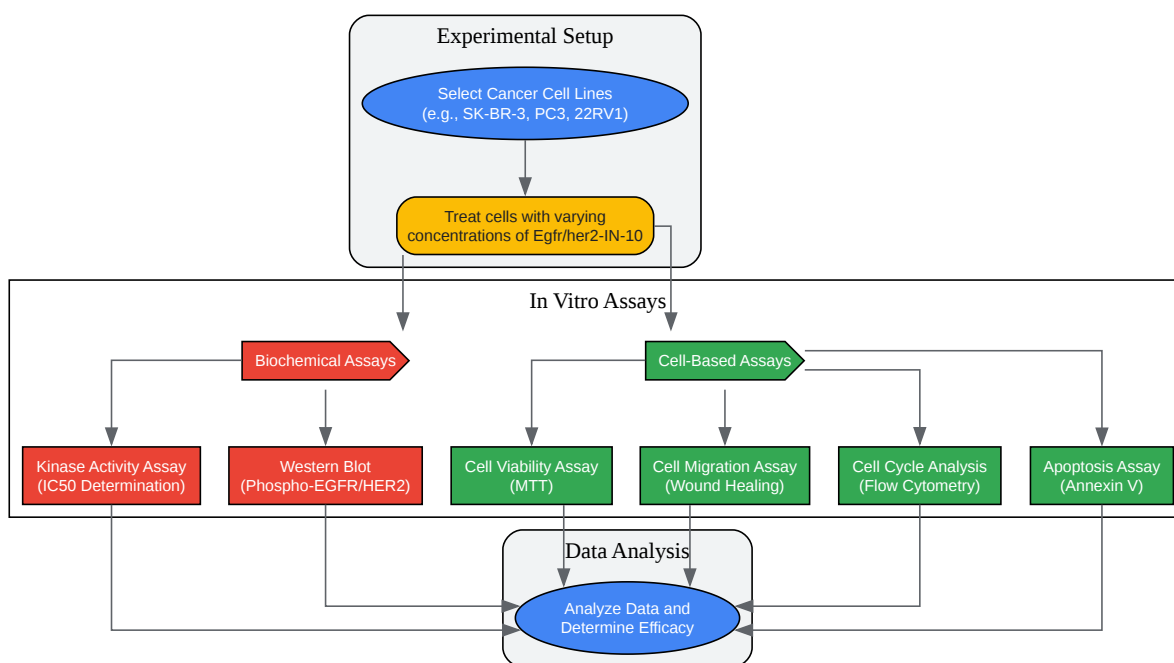 Experimental Setup
Select Cancer Cell Lines
(e.g., SK-BR-3, PC3, 22RV1)
Treat cells with varying
concentrations of Egfr/her2-IN-10
In Vitro Assays
Biochemical Assays
Cell-Based Assays
Kinase Activity Assay
(IC50 Determination)
Western Blot
(Phospho-EGFR/HER2)
Cell Viability Assay
(MTT)
Cell Migration Assay
(Wound Healing)
Cell Cycle Analysis
(Flow Cytometry)
Apoptosis Assay
(Annexin V)
Data Analysis
Analyze Data and
Determine Efficacy